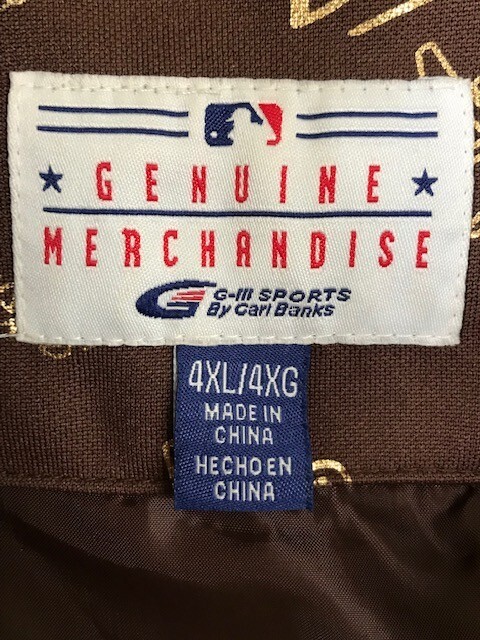 GENUINE
MERCHANDISE
G-III SPORTS
By Carl Banks
4XL/4XG
MADE IN
CHINA
HECHO EN
CHINA